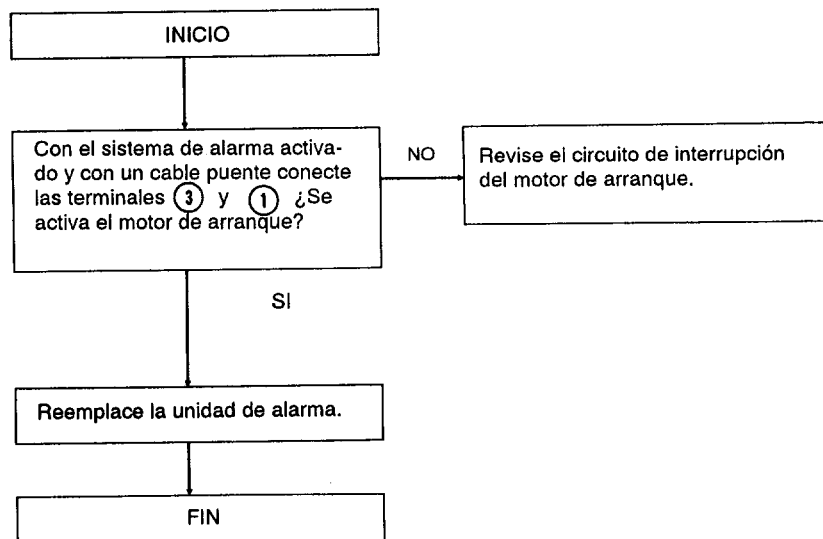 INICIO
Con el sistema de alarma activa-
do y con un cable puente conecte
las terminales 3 y 1 ¿Se
activa el motor de arranque?
NO
Revise el circuito de interrupción
del motor de arranque.
SI
Reemplace la unidad de alarma.
FIN